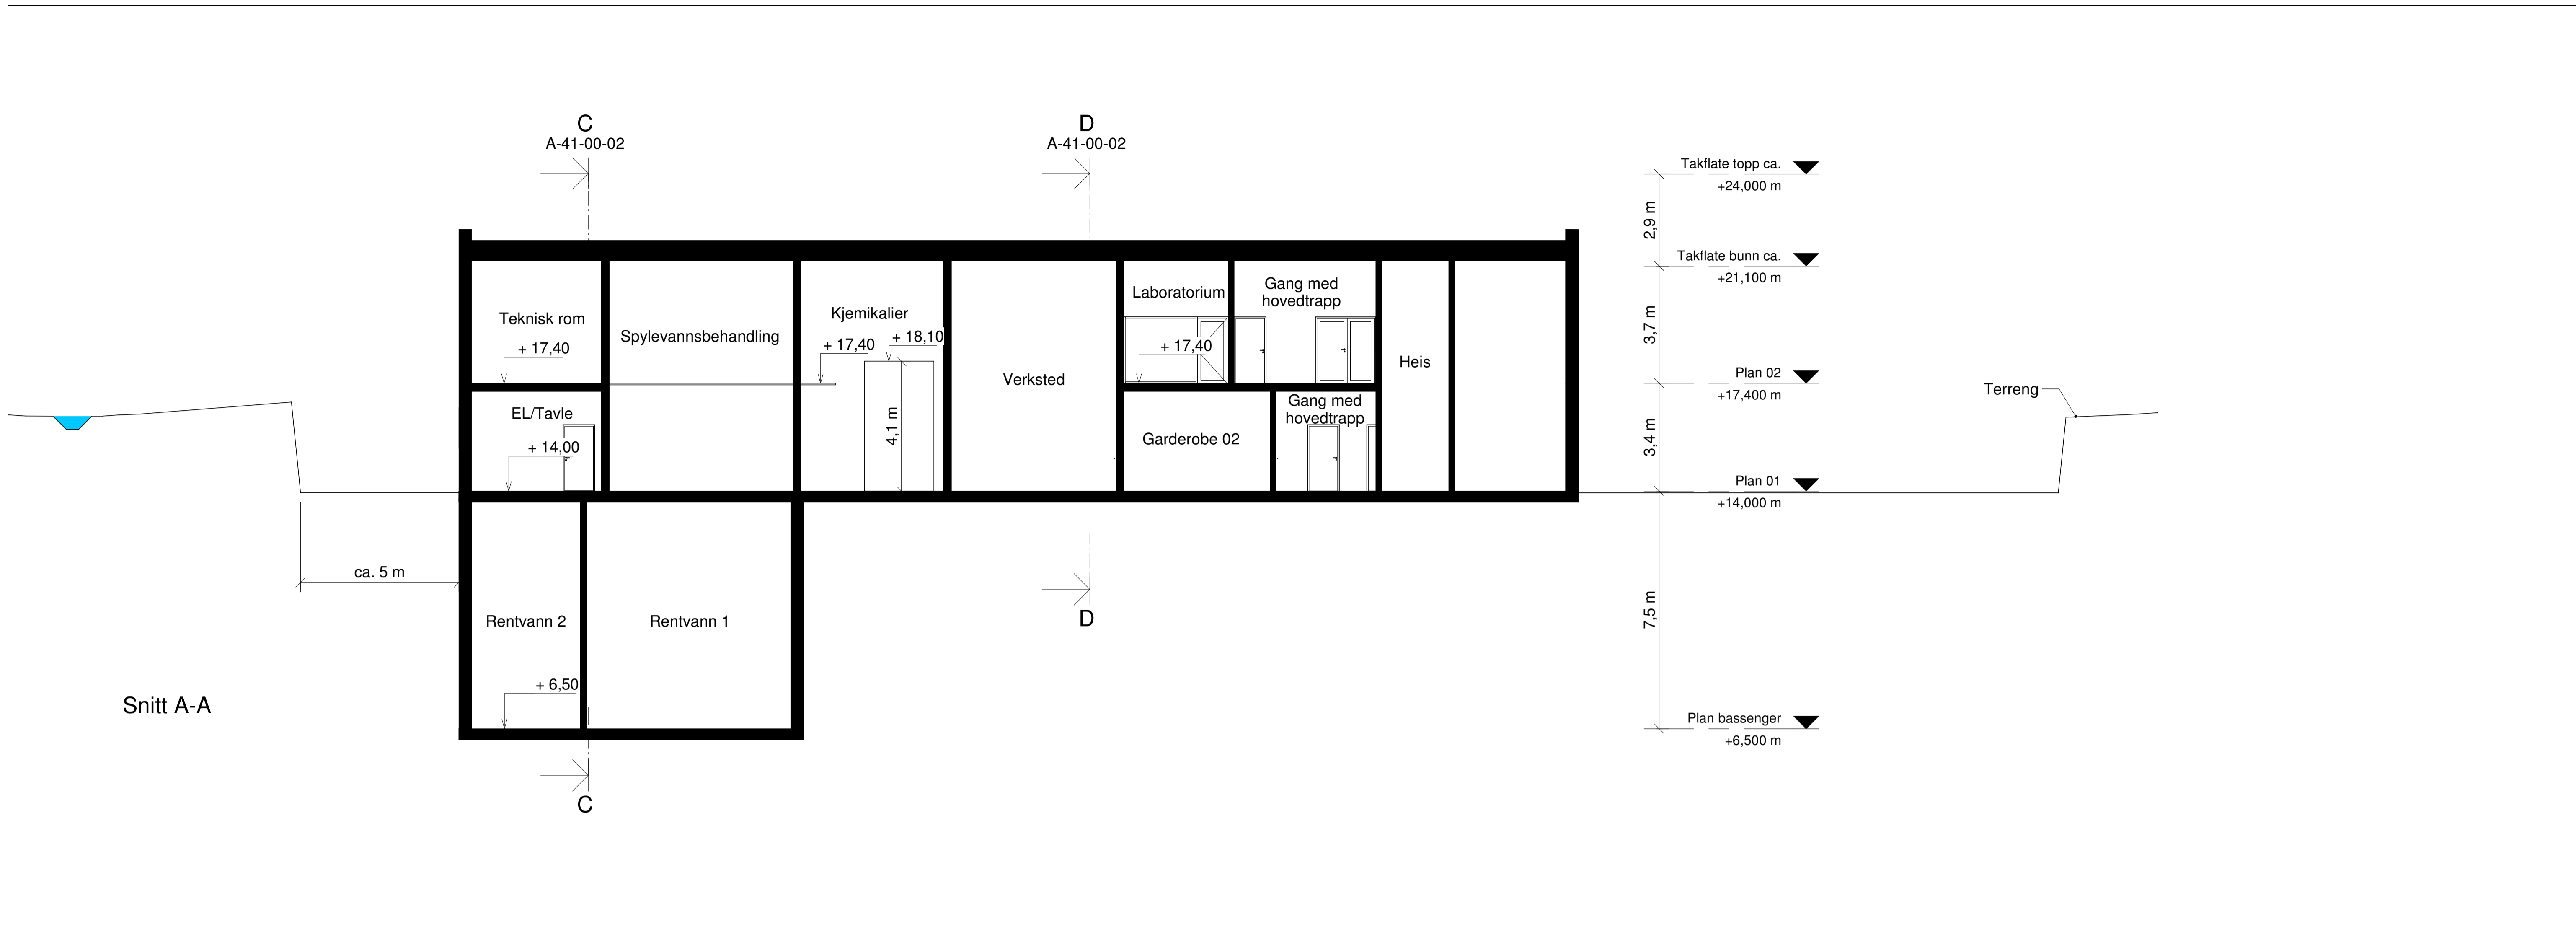 C
A-41-00-02
D
A-41-00-02
Takflate topp ca.
+24,000 m
2,9 m
Takflate bunn ca.
+21,100 m
3,7 m
Plan 02
+17,400 m
3,4 m
Plan 01
+14,000 m
7,5 m
Plan bassenger
+6,500 m
Terreng
Teknisk rom
+ 17,40
Spylevannsbehandling
Kjemikalier
+ 17,40
+ 18,10
4,1 m
Verksted
Laboratorium
+ 17,40
Gang med
hovedtrapp
Heis
EL/Tavle
+ 14,00
Garderobe 02
Gang med
hovedtrapp
ca. 5 m
Rentvann 2
Rentvann 1
+ 6,50
D
Snitt A-A
C